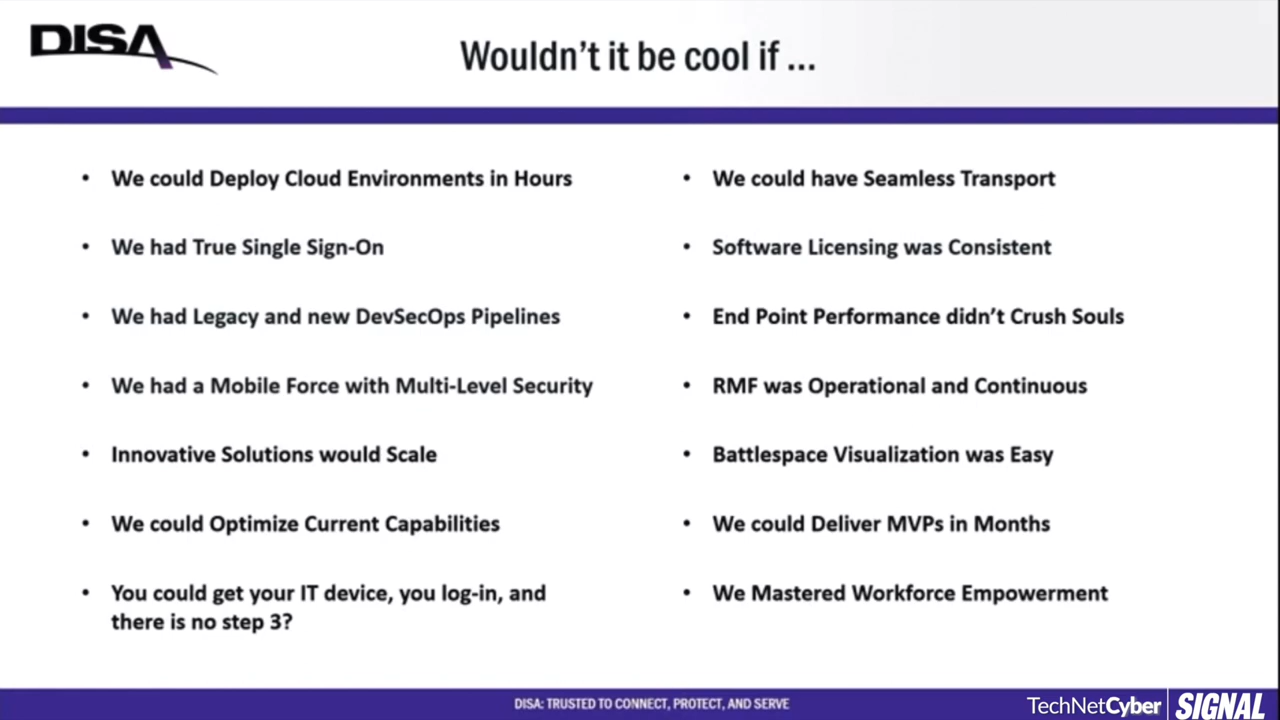 DISA
Wouldn't it be cool if ...
• We could Deploy Cloud Environments in Hours
• We had True Single Sign-On
• We had Legacy and new DevSecOps Pipelines
• We had a Mobile Force with Multi-Level Security
• Innovative Solutions would Scale
• We could Optimize Current Capabilities
• You could get your IT device, you log-in, and
there is no step 3?
• We could have Seamless Transport
• Software Licensing was Consistent
• End Point Performance didn't Crush Souls
• RMF was Operational and Continuous
• Battlespace Visualization was Easy
• We could Deliver MVPs in Months
• We Mastered Workforce Empowerment
DISA: TRUSTED TO CONNECT, PROTECT, AND SERVE
TechNetCyber SIGNAL